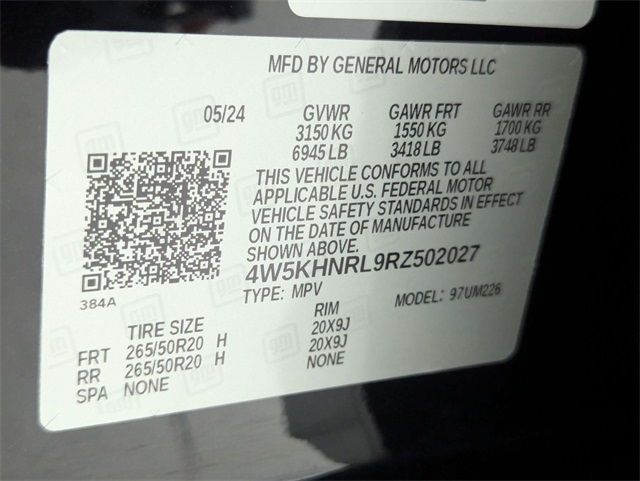 MFD BY GENERAL MOTORS LLC
05/24 GVWR GAWR FRT GAWR RR
3150 KG 1550 KG 1700 KG
6945 LB 3418 LB 3748 LB
THIS VEHICLE CONFORMS TO ALL
APPLICABLE U.S. FEDERAL MOTOR
VEHICLE SAFETY STANDARDS IN EFFECT
ON THE DATE OF MANUFACTURE
SHOWN ABOVE.
4W5KHNRL9RZ502027
384A TYPE: MPV MODEL: 97UM226
TIRE SIZE RIM
FRT 265/50R20 H 20X9J
RR 265/50R20 H 20X9J
SPA NONE NONE